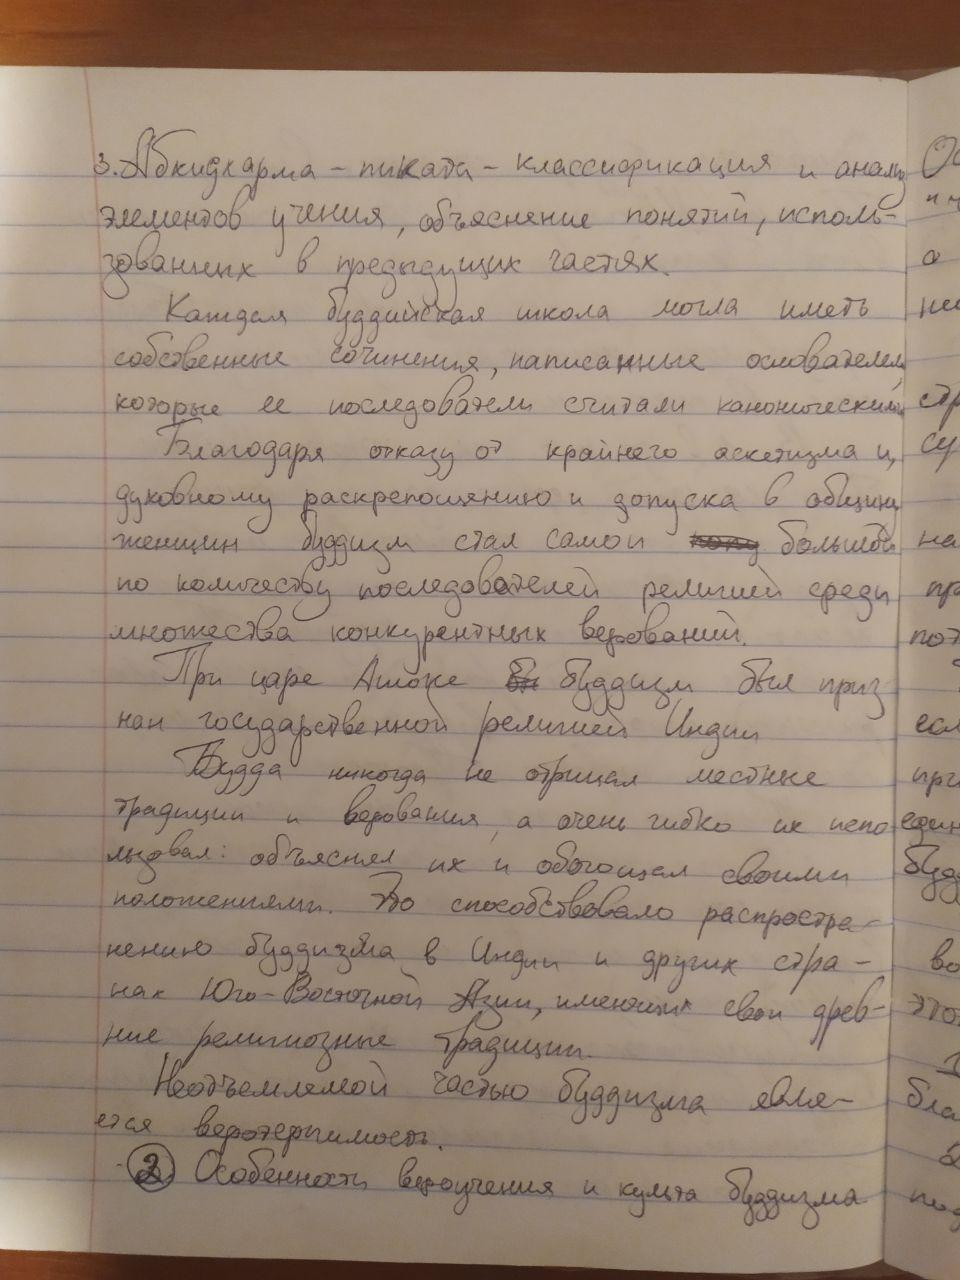 3. Абхидхарма - питката - классификация и анализ
элементов учения, объяснение понятий, исполь-
зованных в предыдущих частях.
Каждая буддийская школа могла иметь
собственные сочинения, написанные основателем,
которые ее последователи считали каноническими
Благодаря отказу от крайнего аскетизма и,
духовному раскрепощению и допуска в общины
женщин буддизм стал самой большой
по количеству последователей религией среди
множества конкурентных верований.
При царе Ашоке буддизм был приз
нан государственной религией Индии
Будда никогда не отрицал местные
традиции и верования, а очень гибко их испо
льзовал: объяснял их и обогощал своими
положениями. Это способствовало распростра-
нению буддизма в Индии и других стра-
нах Юго-Восточной Азии, имеющих свои древ-
ние религиозные традиции.
Неотъемлемой частью буддизма явля-
ется веротерпимость.
2 Особенность вероучения и культа буддизма